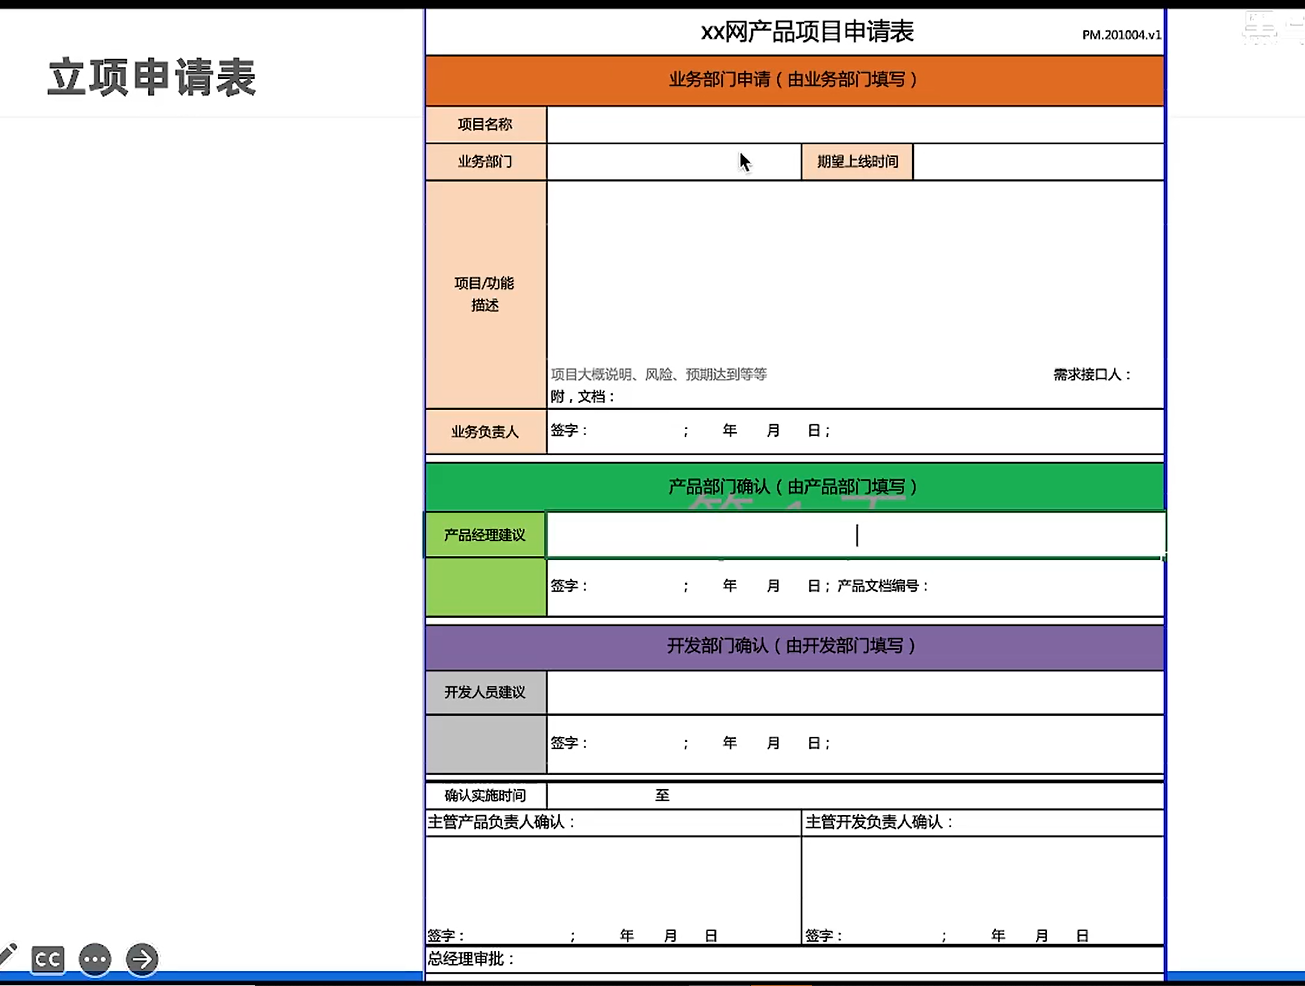 立项申请表
xx网产品项目申请表 PM.201004.v1
业务部门申请（由业务部门填写）
项目名称
业务部门 期望上线时间
项目/功能
描述
项目大概说明、风险、预期达到等等 需求接口人：
附，文档：
业务负责人 签字： ； 年 月 日；
产品部门确认（由产品部门填写）
产品经理建议
签字： ； 年 月 日；产品文档编号：
开发部门确认（由开发部门填写）
开发人员建议
签字： ； 年 月 日；
确认实施时间 至
主管产品负责人确认： 主管开发负责人确认：
签字： ； 年 月 日 签字： ； 年 月 日
总经理审批：
CC